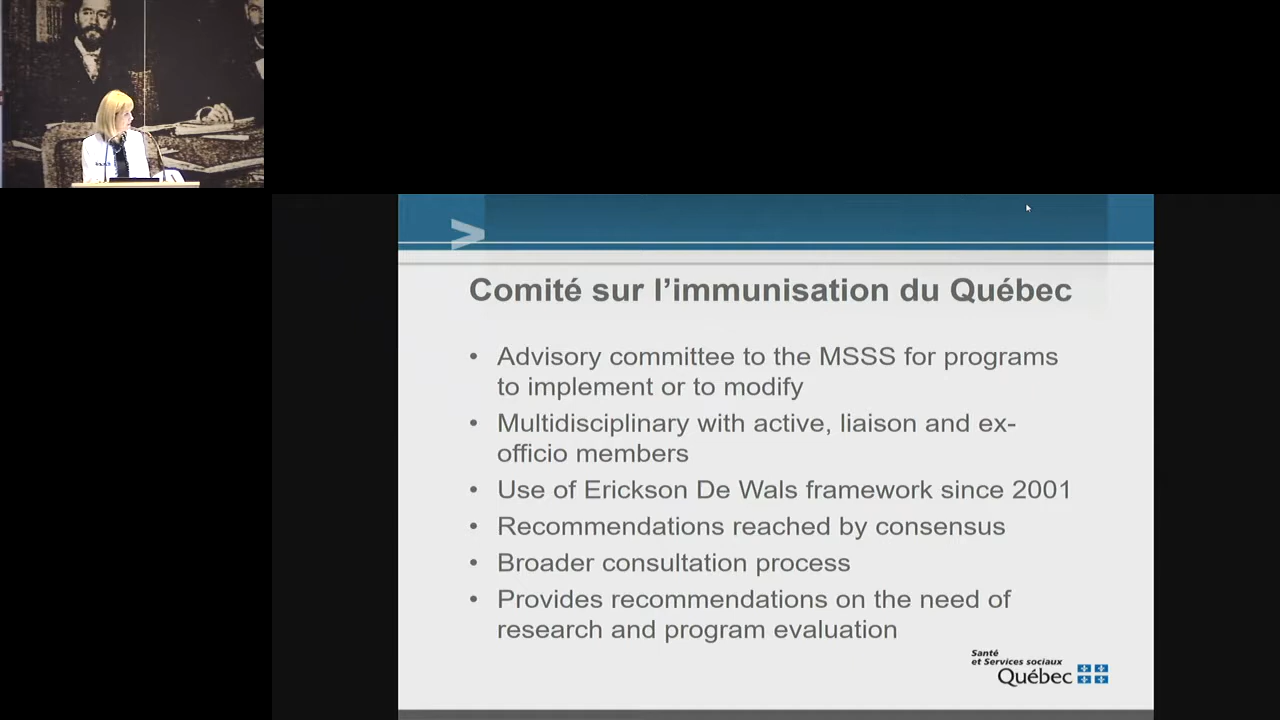 >
Comité sur l’immunisation du Québec
• Advisory committee to the MSSS for programs
to implement or to modify
• Multidisciplinary with active, liaison and ex-
officio members
• Use of Erickson De Wals framework since 2001
• Recommendations reached by consensus
• Broader consultation process
• Provides recommendations on the need of
research and program evaluation
Santé
et Services sociaux
Québec